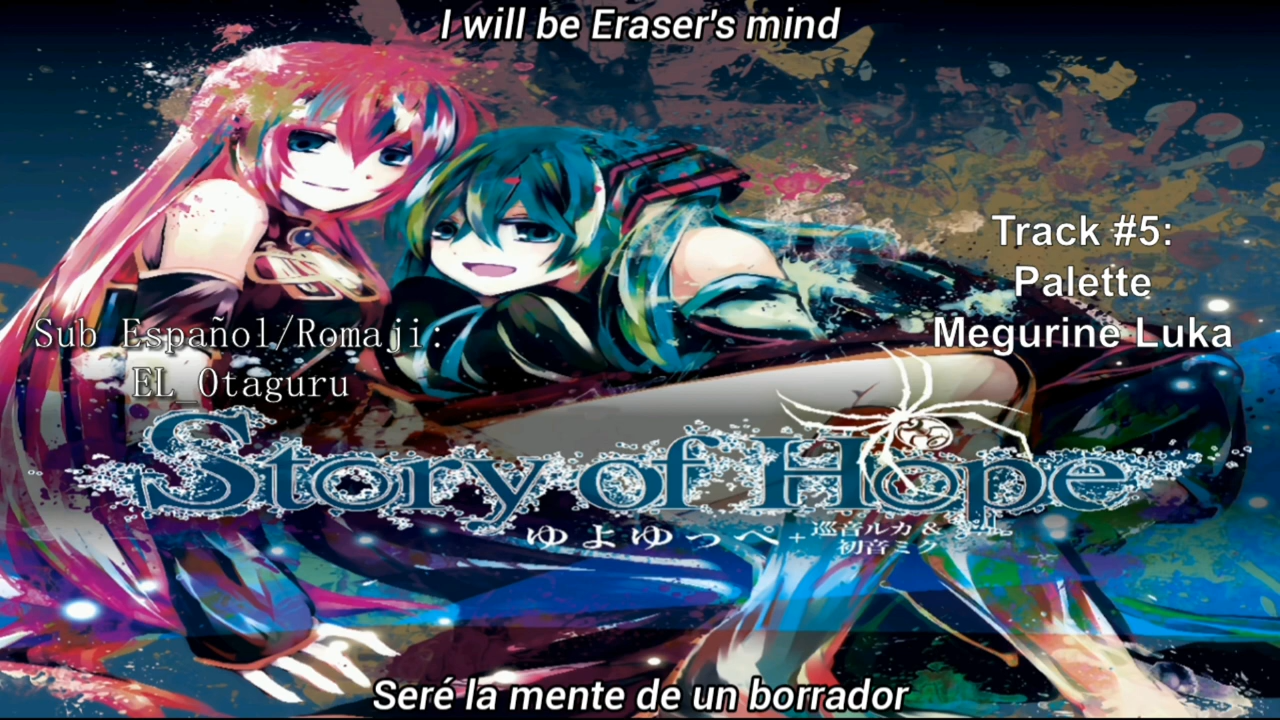 I will be Eraser's mind
Track #5:
Palette
Megurine Luka
Sub Español/Romaji:
EL_Otaguru
Story of Hope
ゆよゆっぺ+巡音ルカ&
初音ミク
Seré la mente de un borrador